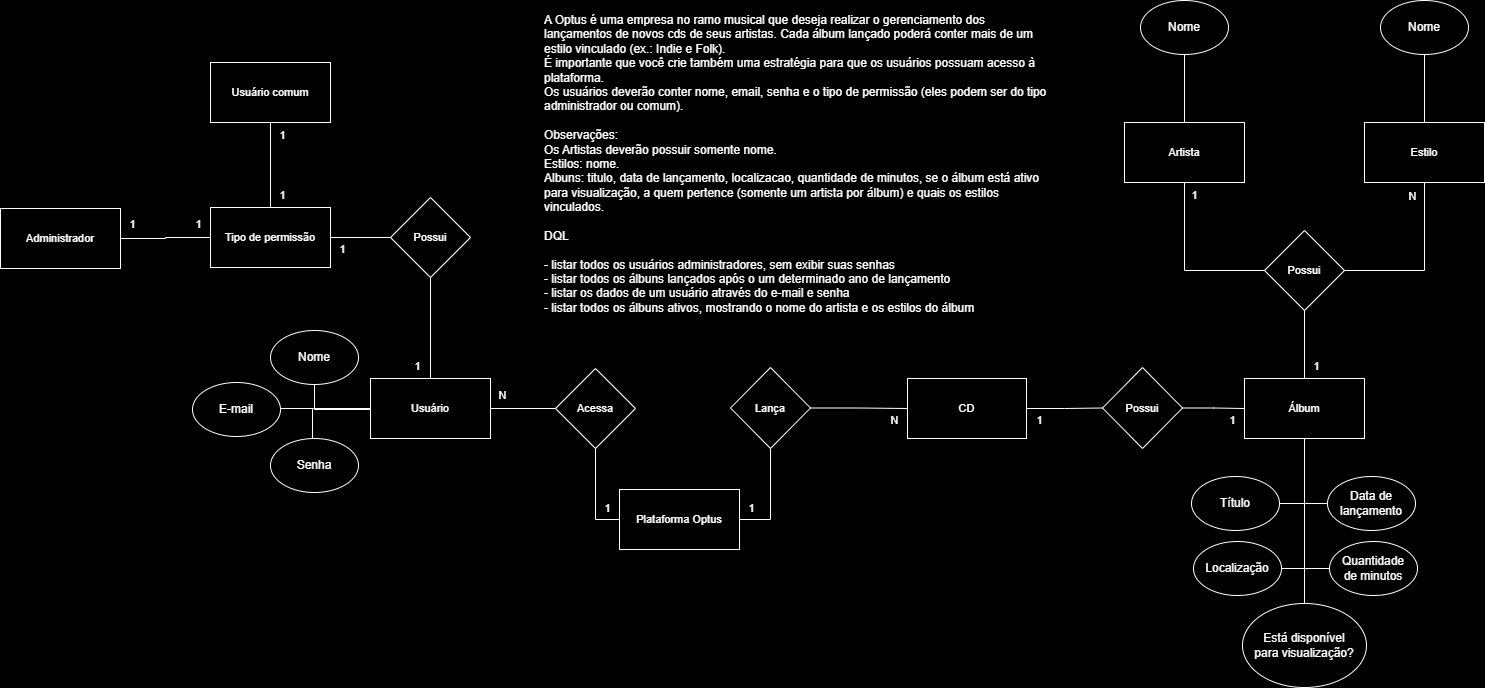 A Optus é uma empresa no ramo musical que deseja realizar o gerenciamento dos
lançamentos de novos cds de seus artistas. Cada álbum lançado poderá conter mais de um
estilo vinculado (ex.: Indie e Folk).
É importante que você crie também uma estratégia para que os usuários possuam acesso à
plataforma.
Os usuários deverão conter nome, email, senha e o tipo de permissão (eles podem ser do tipo
administrador ou comum).
Observações:
Os Artistas deverão possuir somente nome.
Estilos: nome.
Albuns: titulo, data de lançamento, localizacao, quantidade de minutos, se o álbum está ativo
para visualização, a quem pertence (somente um artista por álbum) e quais os estilos
vinculados.
DQL
- listar todos os usuários administradores, sem exibir suas senhas
- listar todos os álbuns lançados após o um determinado ano de lançamento
- listar os dados de um usuário através do e-mail e senha
- listar todos os álbuns ativos, mostrando o nome do artista e os estilos do álbum
Usuário comum
1
1
Administrador
1
1
Tipo de permissão
1
Possui
1
Nome
E-mail
Senha
Usuário
N
Acessa
1
Plataforma Optus
1
Lança
N
CD
1
Possui
1
Álbum
1
Possui
1
N
Artista
Estilo
Nome
Nome
Título
Data de
lançamento
Localização
Quantidade
de minutos
Está disponível
para visualização?